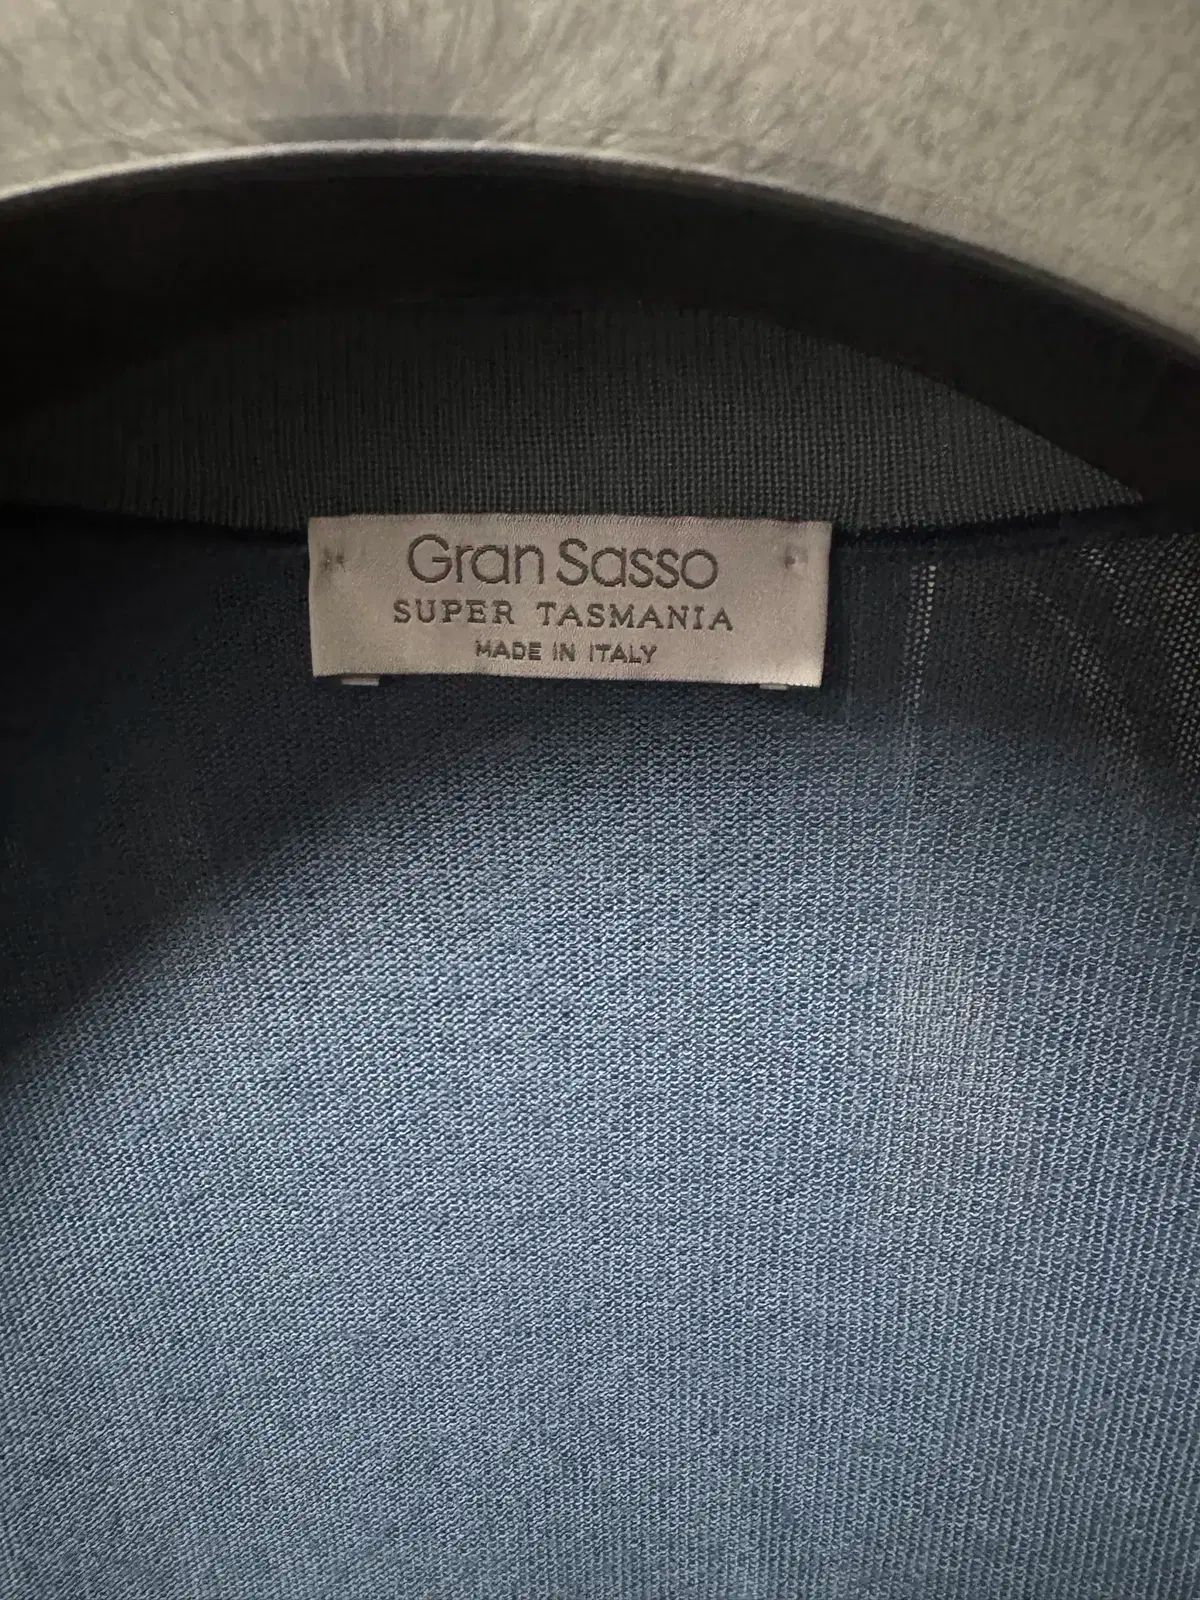 Gran Sasso
SUPER TASMANIA
MADE IN ITALY